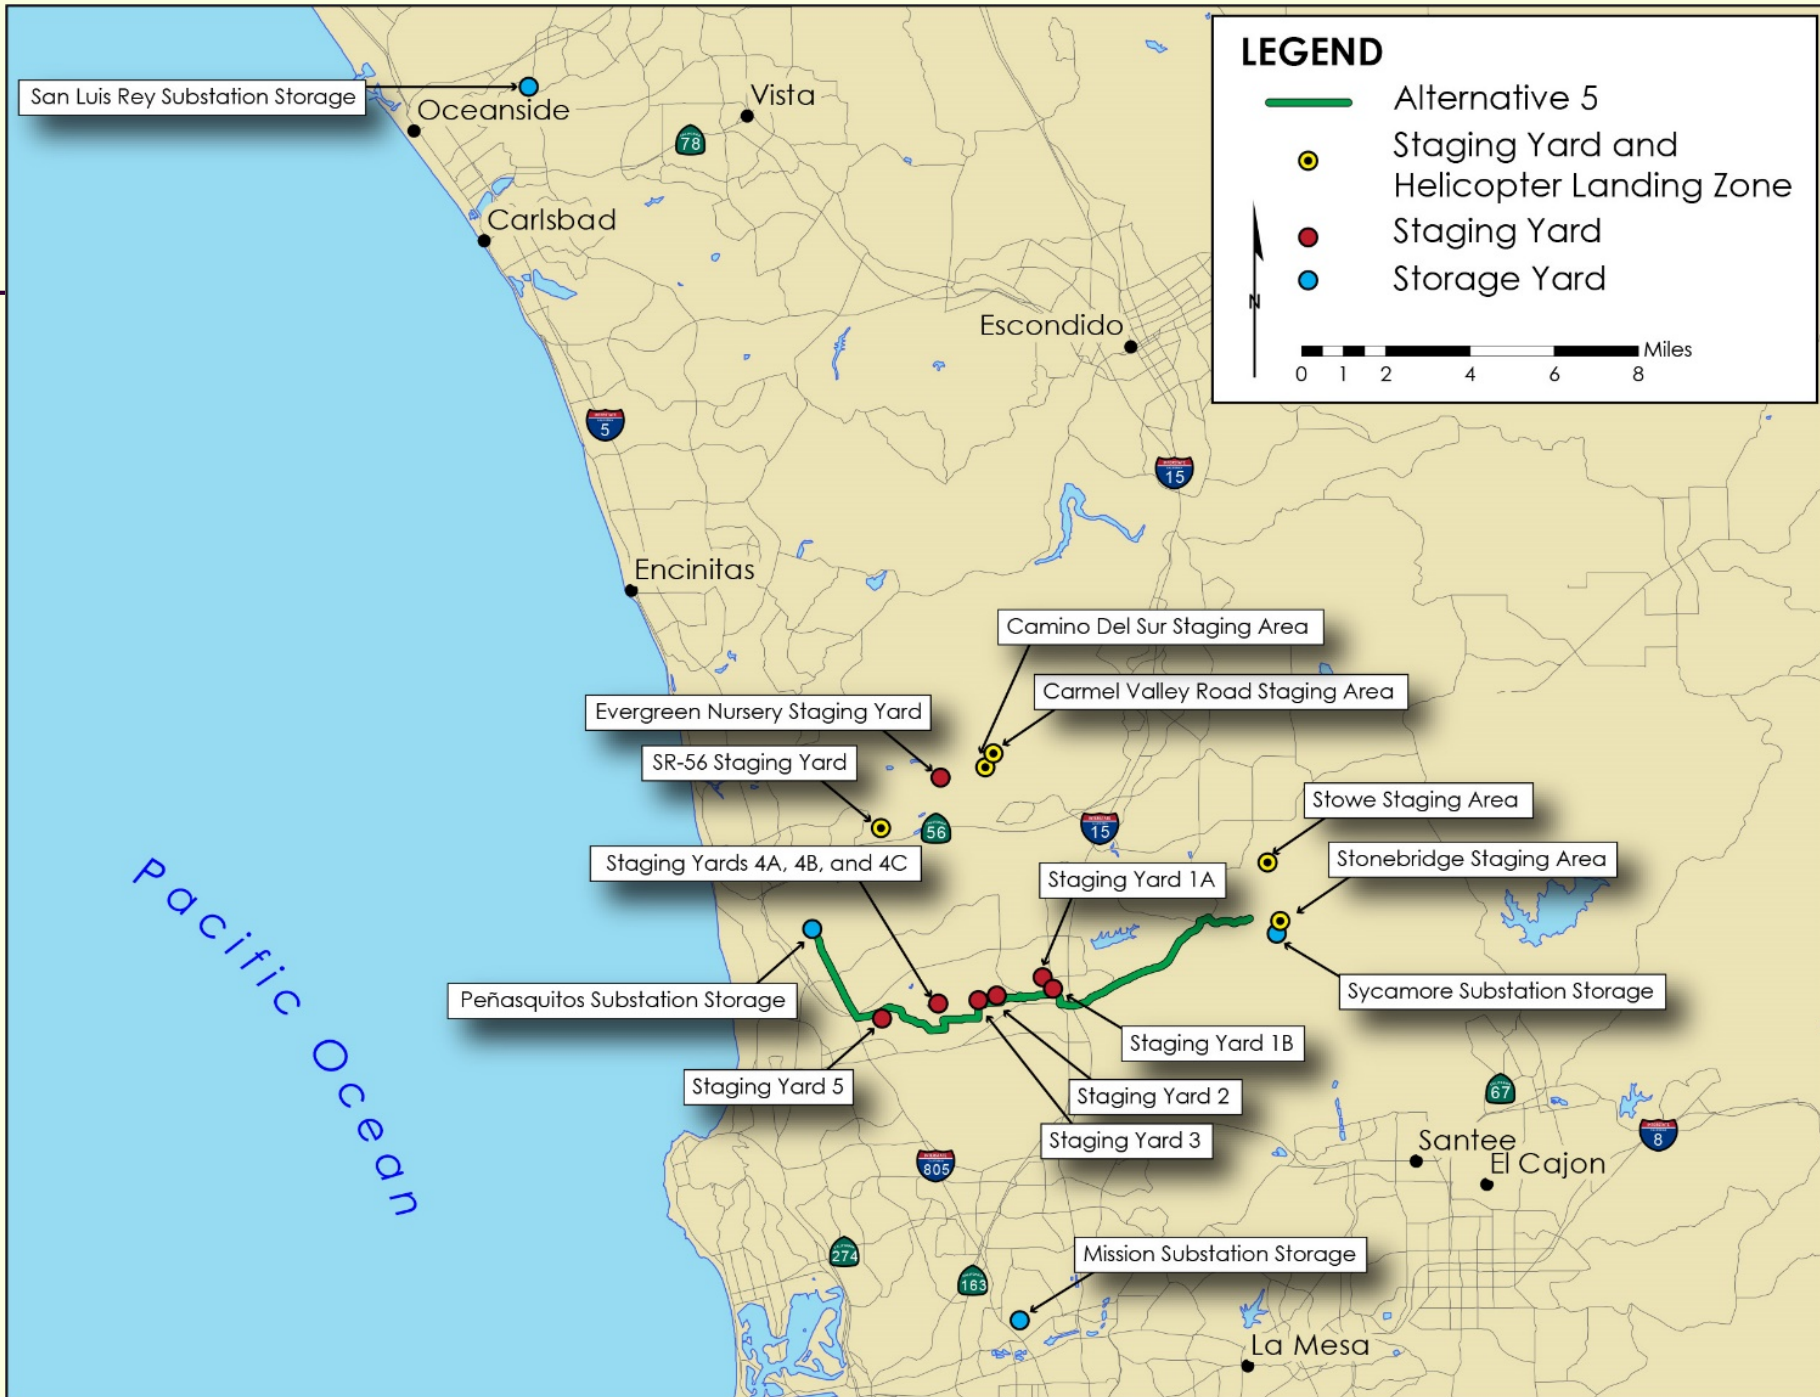 LEGEND
Alternative 5
Staging Yard and
Helicopter Landing Zone
Staging Yard
Storage Yard
N
Miles
0 1 2 4 6 8
San Luis Rey Substation Storage
Oceanside
Vista
78
Carlsbad
Escondido
5
15
Encinitas
Camino Del Sur Staging Area
Carmel Valley Road Staging Area
Evergreen Nursery Staging Yard
SR-56 Staging Yard
Stowe Staging Area
56
15
Staging Yards 4A, 4B, and 4C
Stonebridge Staging Area
Staging Yard 1A
Pacific Ocean
Peñasquitos Substation Storage
Sycamore Substation Storage
Staging Yard 1B
Staging Yard 5
Staging Yard 2
Staging Yard 3
67
8
Santee
El Cajon
805
274
Mission Substation Storage
163
La Mesa